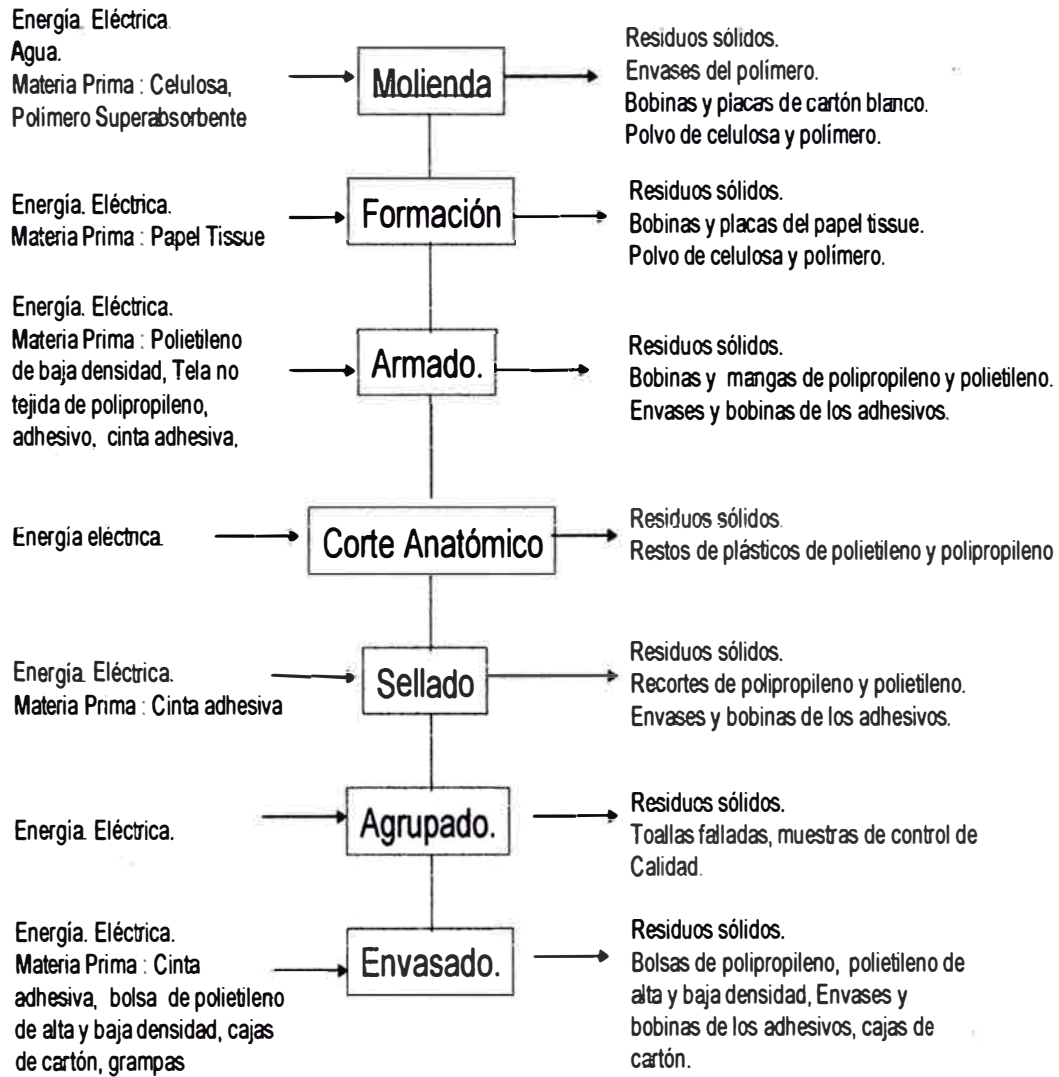 Energía. Eléctrica.
Agua.
Materia Prima : Celulosa,
Polímero Superabsorbente
Molienda
Residuos sólidos.
Envases del polímero.
Bobinas y placas de cartón blanco.
Polvo de celulosa y polímero.
Energía. Eléctrica.
Materia Prima : Papel Tissue
Formación
Residuos sólidos.
Bobinas y placas del papel tissue.
Polvo de celulosa y polímero.
Energía. Eléctrica.
Materia Prima : Polietileno
de baja densidad, Tela no
tejida de polipropileno,
adhesivo, cinta adhesiva,
Armado.
Residuos sólidos.
Bobinas y mangas de polipropileno y polietileno.
Envases y bobinas de los adhesivos.
Energía eléctrica.
Corte Anatómico
Residuos sólidos.
Restos de plásticos de polietileno y polipropileno
Energía. Eléctrica.
Materia Prima : Cinta adhesiva
Sellado
Residuos sólidos.
Recortes de polipropileno y polietileno.
Envases y bobinas de los adhesivos.
Energía. Eléctrica.
Agrupado.
Residuos sólidos.
Toallas falladas, muestras de control de
Calidad.
Energía. Eléctrica.
Materia Prima : Cinta
adhesiva, bolsa de polietileno
de alta y baja densidad, cajas
de cartón, grampas
Envasado.
Residuos sólidos.
Bolsas de polipropileno, polietileno de
alta y baja densidad, Envases y
bobinas de los adhesivos, cajas de
cartón.